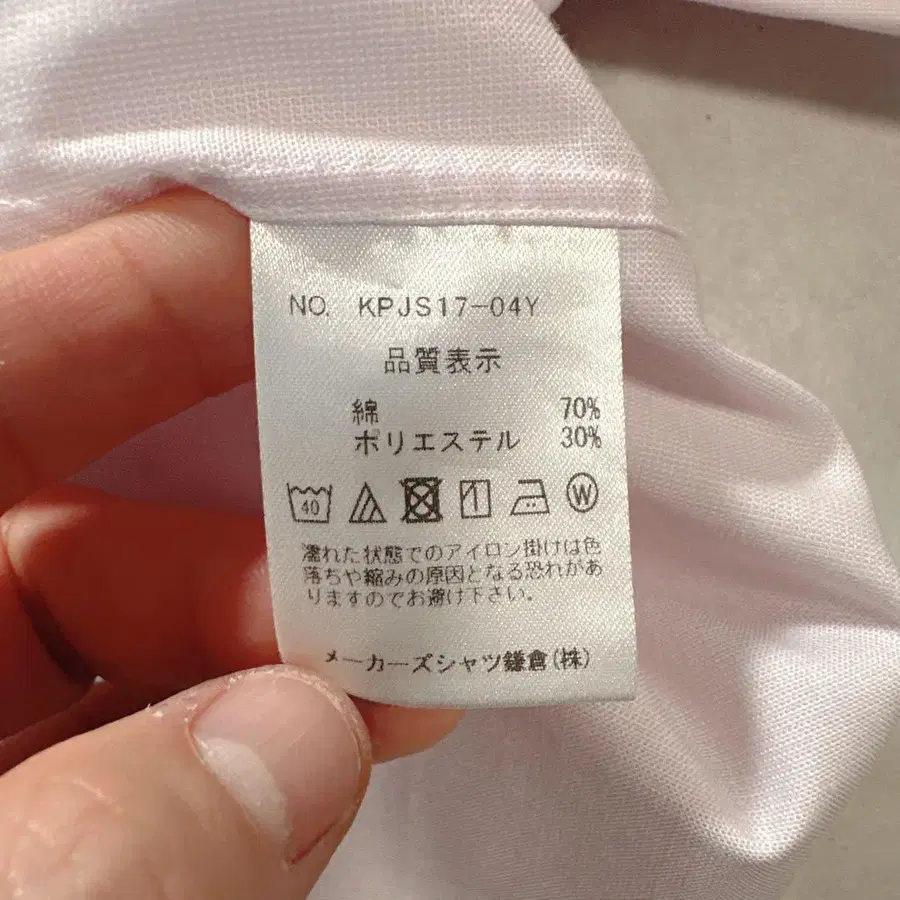 NO. KPJS17-04Y
品質表示
綿 70%
ポリエステル 30%
40 W
濡れた状態でのアイロン掛けは色
落ちや縮みの原因となる恐れがあ
りますのでお避け下さい。
メーカーズシャツ鎌倉(株)